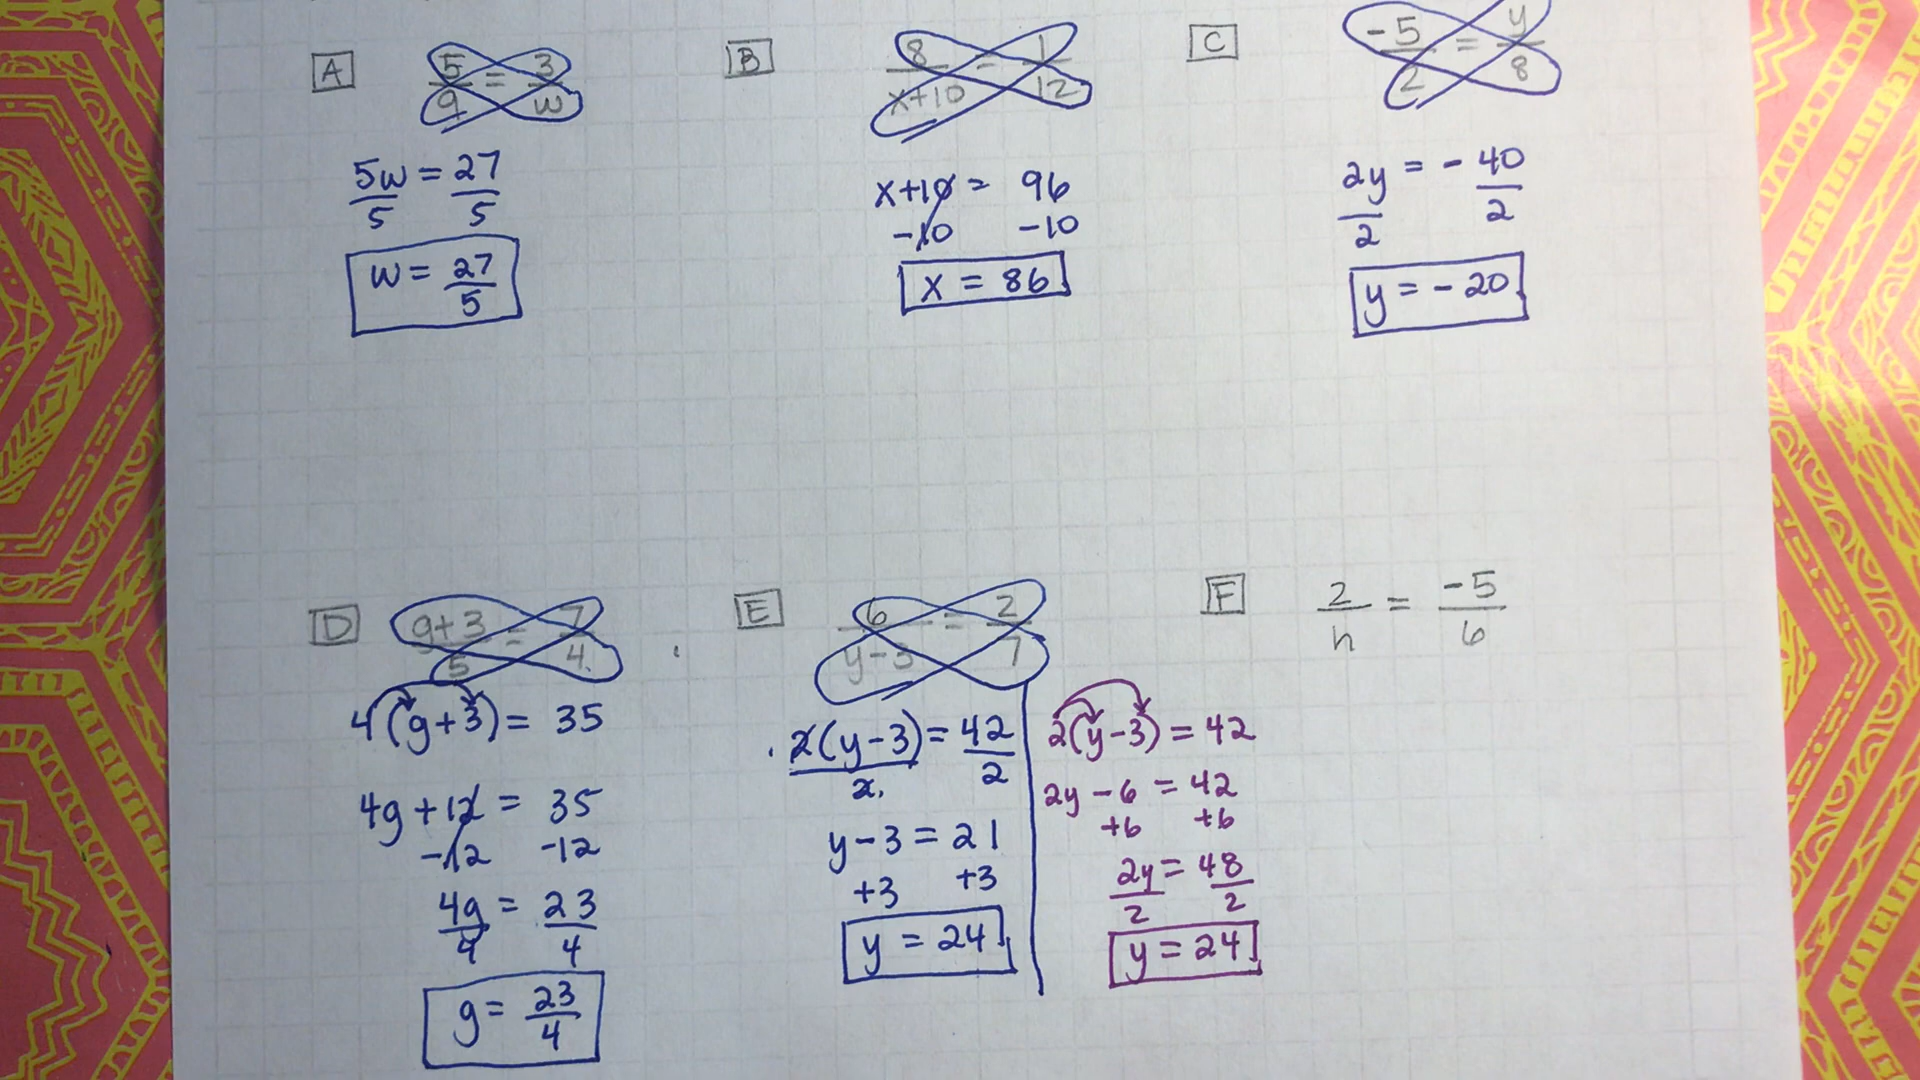 A
5/9 = 3/w
5w/5 = 27/5
w = 27/5
B
8/x+10 = 1/12
x+10 = 96
-10 -10
x = 86
C
-5/2 = y/8
2y/2 = -40/2
y = -20
D
g+3/5 = 7/4
4(g+3) = 35
4g+12 = 35
-12 -12
4g/4 = 23/4
g = 23/4
E
6/y-3 = 2/7
2(y-3)/2 = 42/2
y-3 = 21
+3 +3
y = 24
2(y-3) = 42
2y-6 = 42
+6 +6
2y/2 = 48/2
y = 24
F
2/n = -5/6